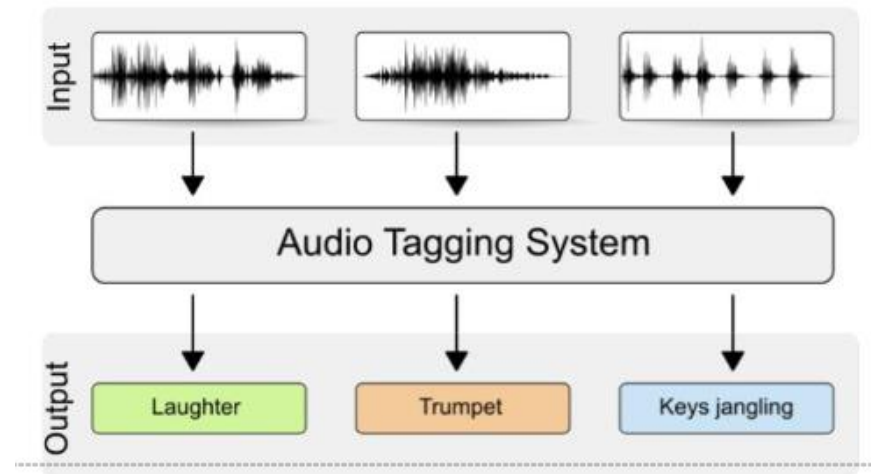 Input
Audio Tagging System
Output
Laughter
Trumpet
Keys jangling